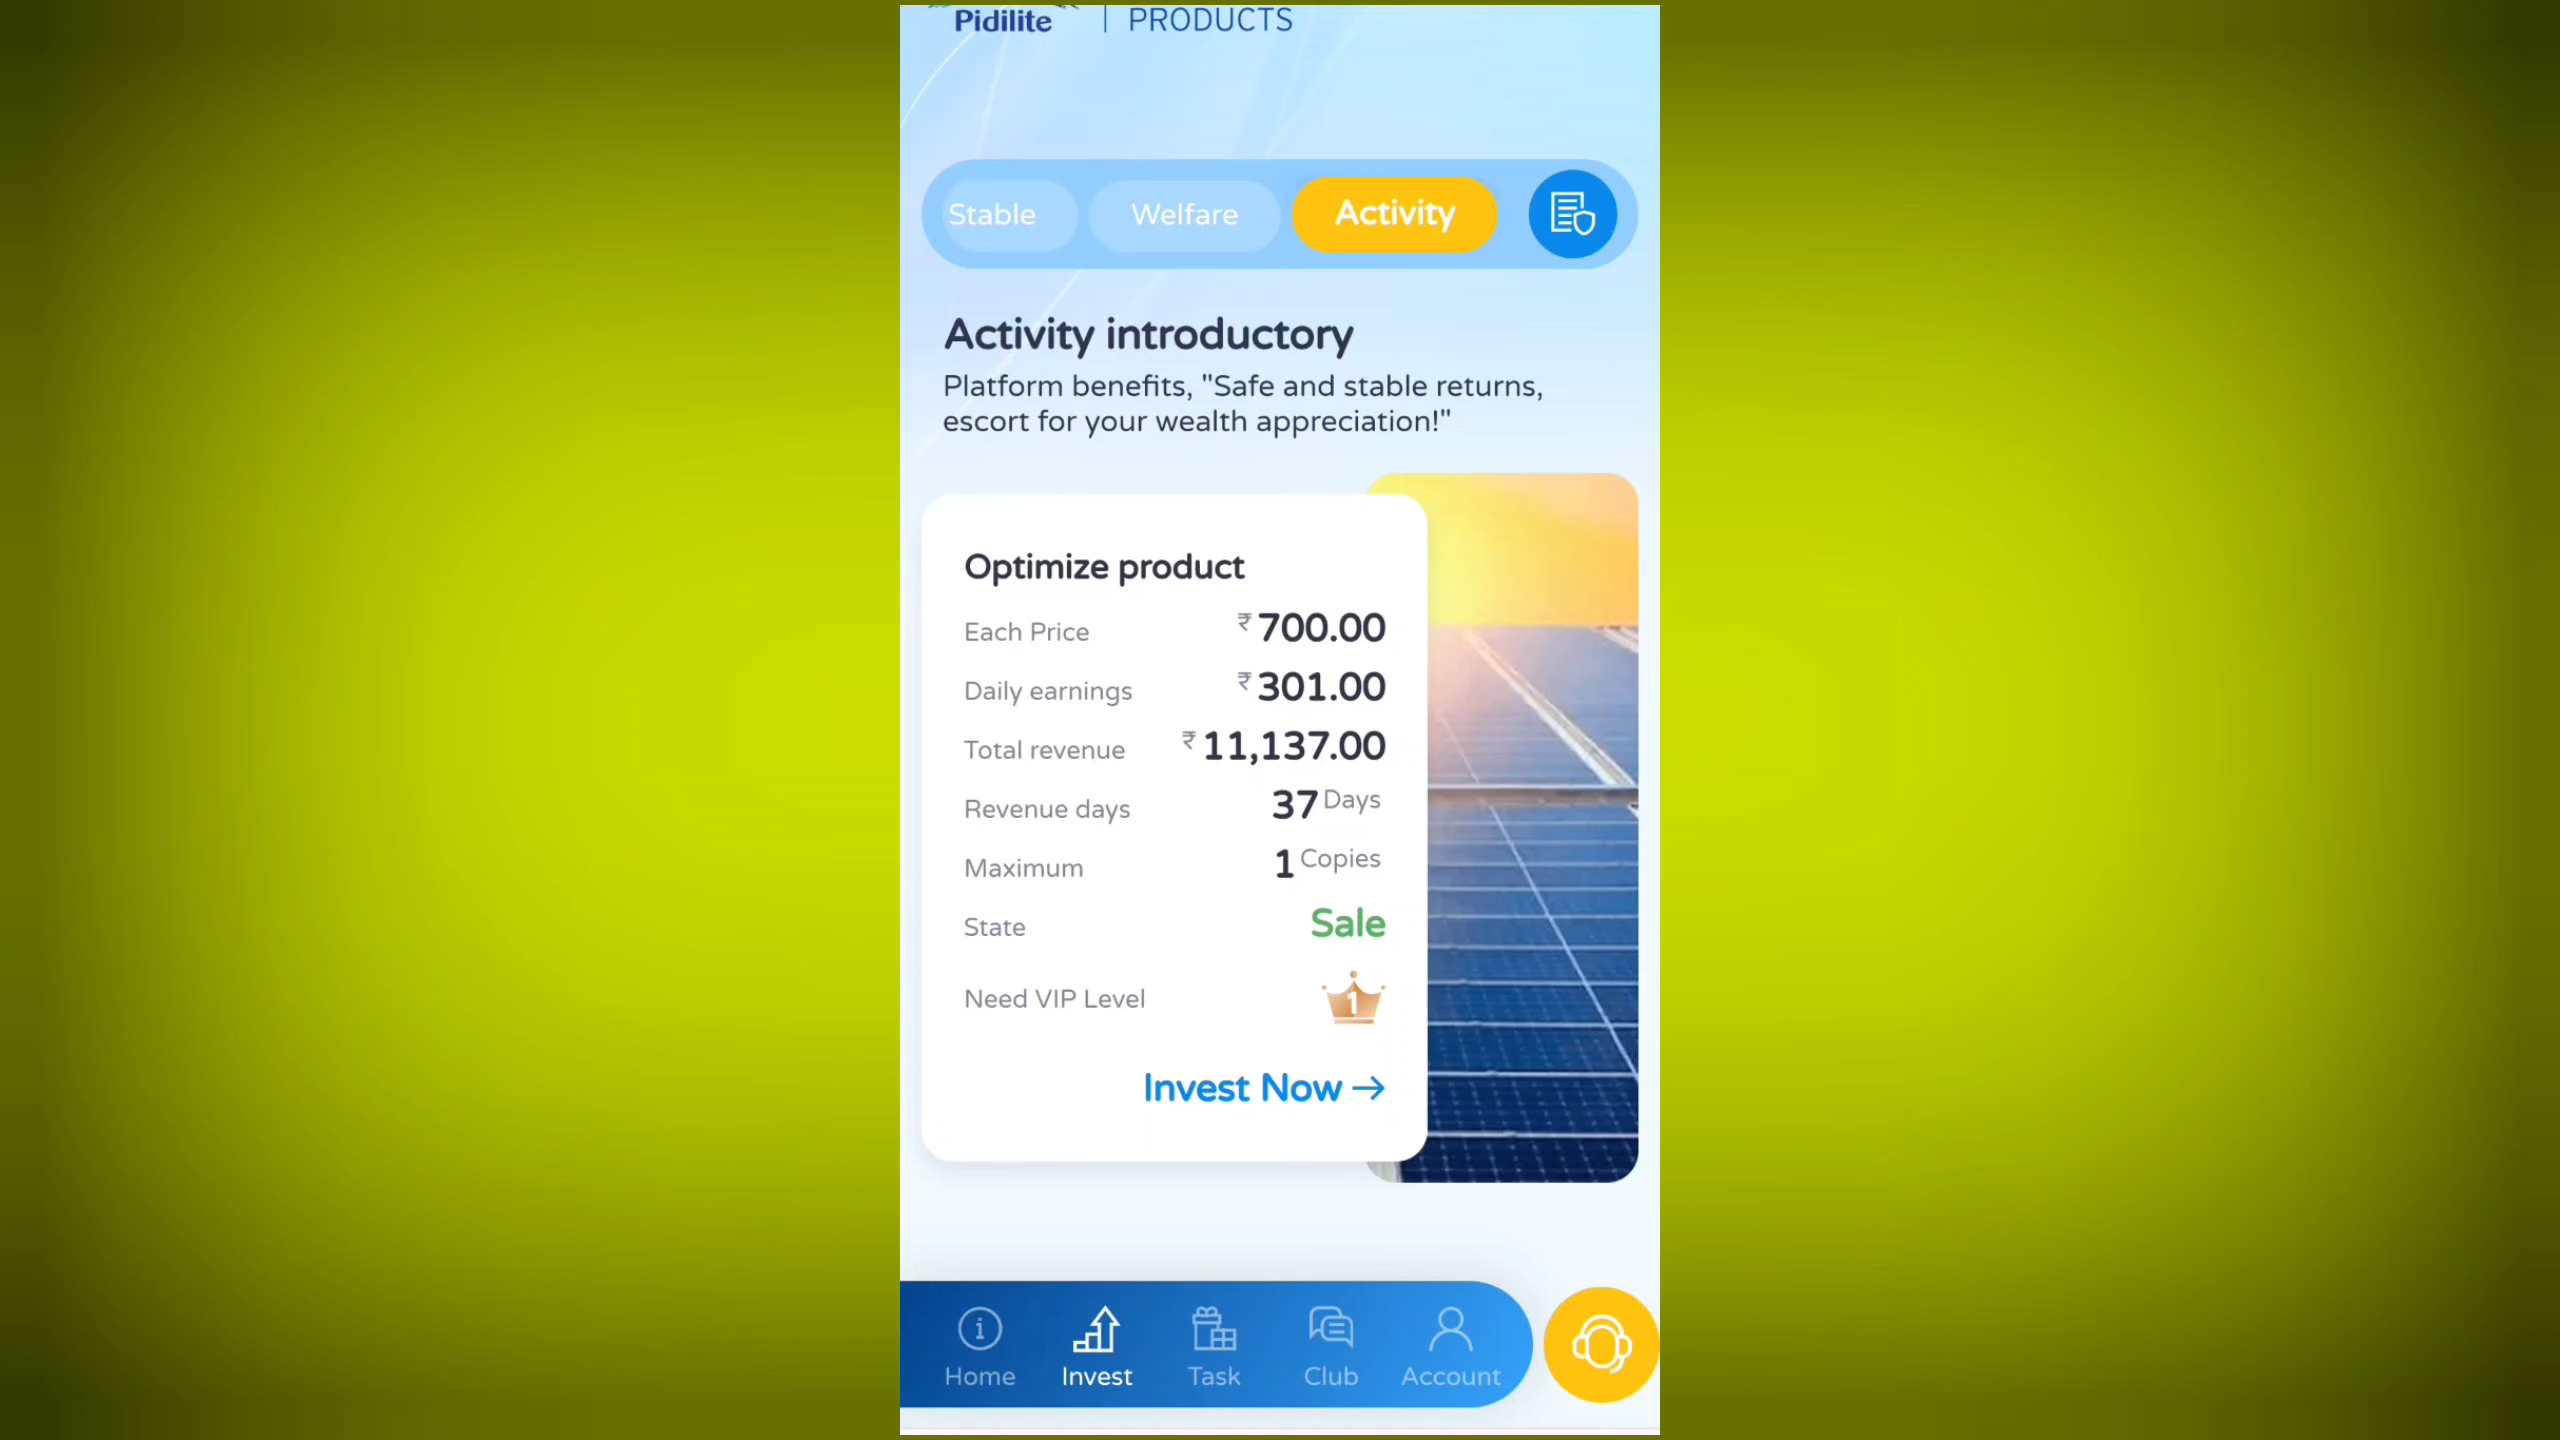 Pidilite | PRODUCTS
Stable Welfare Activity
Activity introductory
Platform benefits, "Safe and stable returns,
escort for your wealth appreciation!"
Optimize product
Each Price ₹ 700.00
Daily earnings ₹ 301.00
Total revenue ₹ 11,137.00
Revenue days 37 Days
Maximum 1 Copies
State Sale
Need VIP Level 1
Invest Now →
Home Invest Task Club Account